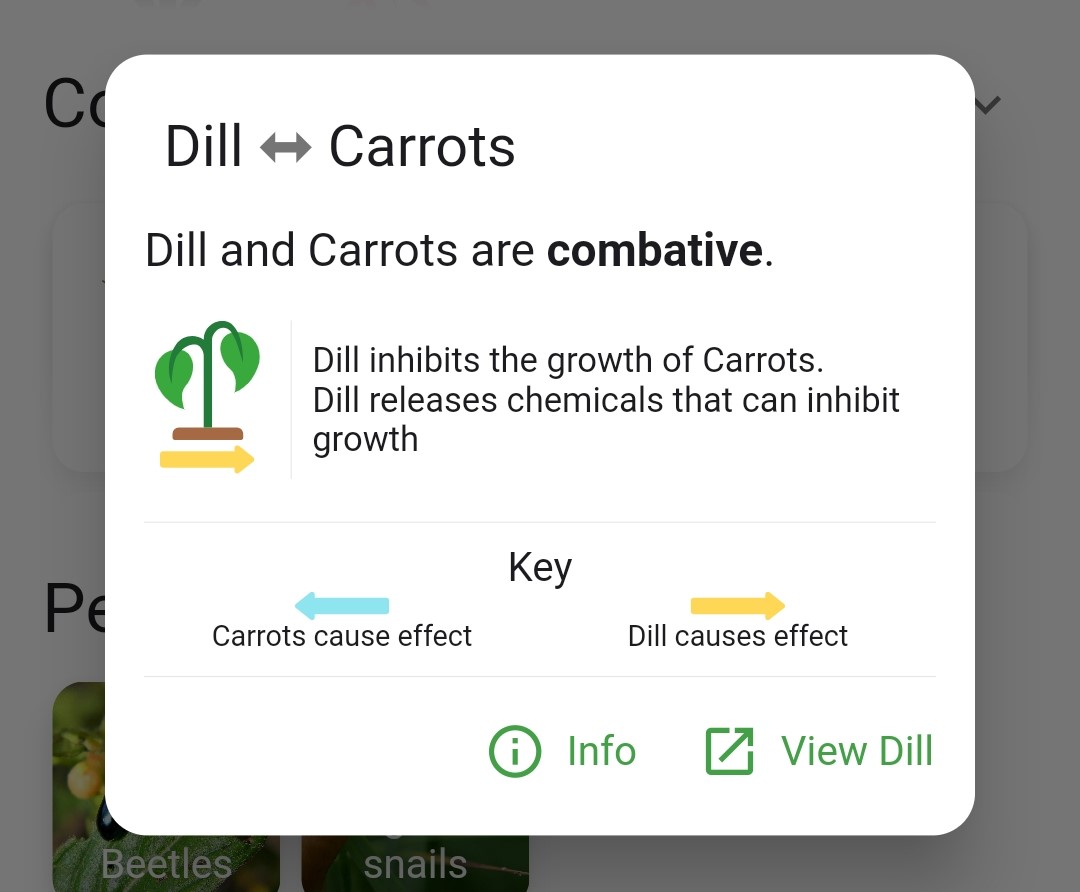 Co
Dill ↔ Carrots
Dill and Carrots are combative.
Dill inhibits the growth of Carrots.
Dill releases chemicals that can inhibit
growth
Key
Carrots cause effect
Dill causes effect
Pe
Info
View Dill
Beetles
snails